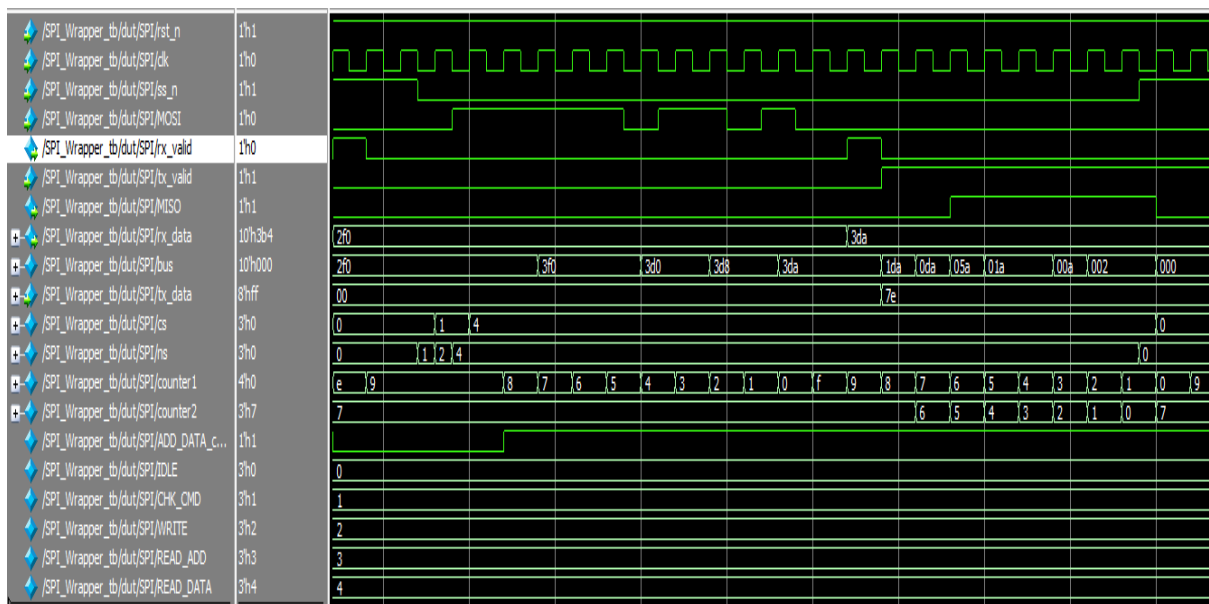 /SPI_Wrapper_tb/dut/SPI/rst_n 1'h1
/SPI_Wrapper_tb/dut/SPI/clk 1'h0
/SPI_Wrapper_tb/dut/SPI/ss_n 1'h1
/SPI_Wrapper_tb/dut/SPI/MOSI 1'h0
/SPI_Wrapper_tb/dut/SPI/rx_valid 1'h0
/SPI_Wrapper_tb/dut/SPI/tx_valid 1'h1
/SPI_Wrapper_tb/dut/SPI/MISO 1'h1
/SPI_Wrapper_tb/dut/SPI/rx_data 10'h3b4 2f0 3da
/SPI_Wrapper_tb/dut/SPI/bus 10'h000 2f0 3f0 3d0 3d8 3da 1da 0da 05a 01a 00a 002 000
/SPI_Wrapper_tb/dut/SPI/tx_data 8'hff 00 7e
/SPI_Wrapper_tb/dut/SPI/cs 3'h0 0 1 4 0
/SPI_Wrapper_tb/dut/SPI/ns 3'h0 0 1 2 4 0
/SPI_Wrapper_tb/dut/SPI/counter1 4'h0 e 9 8 7 6 5 4 3 2 1 0 f 9 8 7 6 5 4 3 2 1 0 9
/SPI_Wrapper_tb/dut/SPI/counter2 3'h7 7 6 5 4 3 2 1 0 7
/SPI_Wrapper_tb/dut/SPI/ADD_DATA_c... 1'h1
/SPI_Wrapper_tb/dut/SPI/IDLE 3'h0 0
/SPI_Wrapper_tb/dut/SPI/CHK_CMD 3'h1 1
/SPI_Wrapper_tb/dut/SPI/WRITE 3'h2 2
/SPI_Wrapper_tb/dut/SPI/READ_ADD 3'h3 3
/SPI_Wrapper_tb/dut/SPI/READ_DATA 3'h4 4